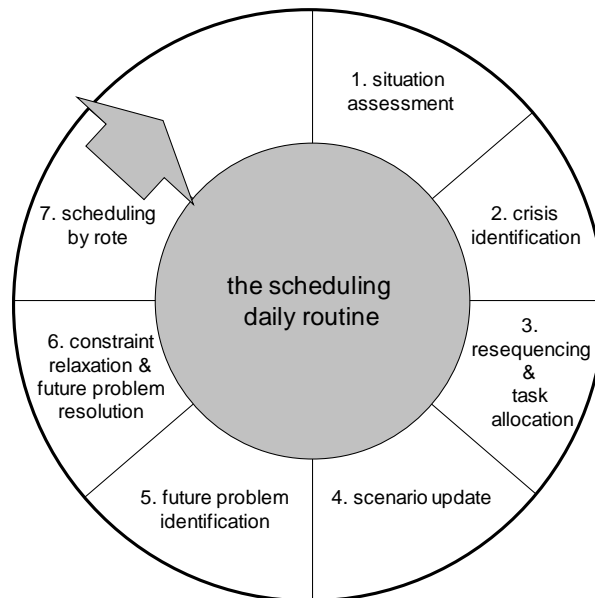 1. situation
assessment
2. crisis
identification
3.
resequencing
&
task
allocation
4. scenario update
5. future problem
identification
6. constraint
relaxation &
future problem
resolution
7. scheduling
by rote
the scheduling
daily routine